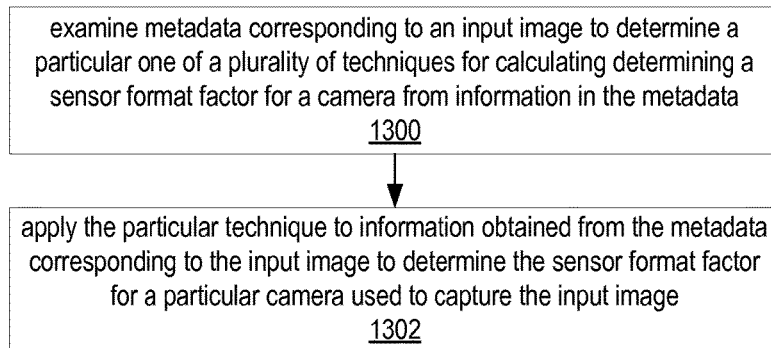 examine metadata corresponding to an input image to determine a
particular one of a plurality of techniques for calculating determining a
sensor format factor for a camera from information in the metadata
1300
apply the particular technique to information obtained from the metadata
corresponding to the input image to determine the sensor format factor
for a particular camera used to capture the input image
1302